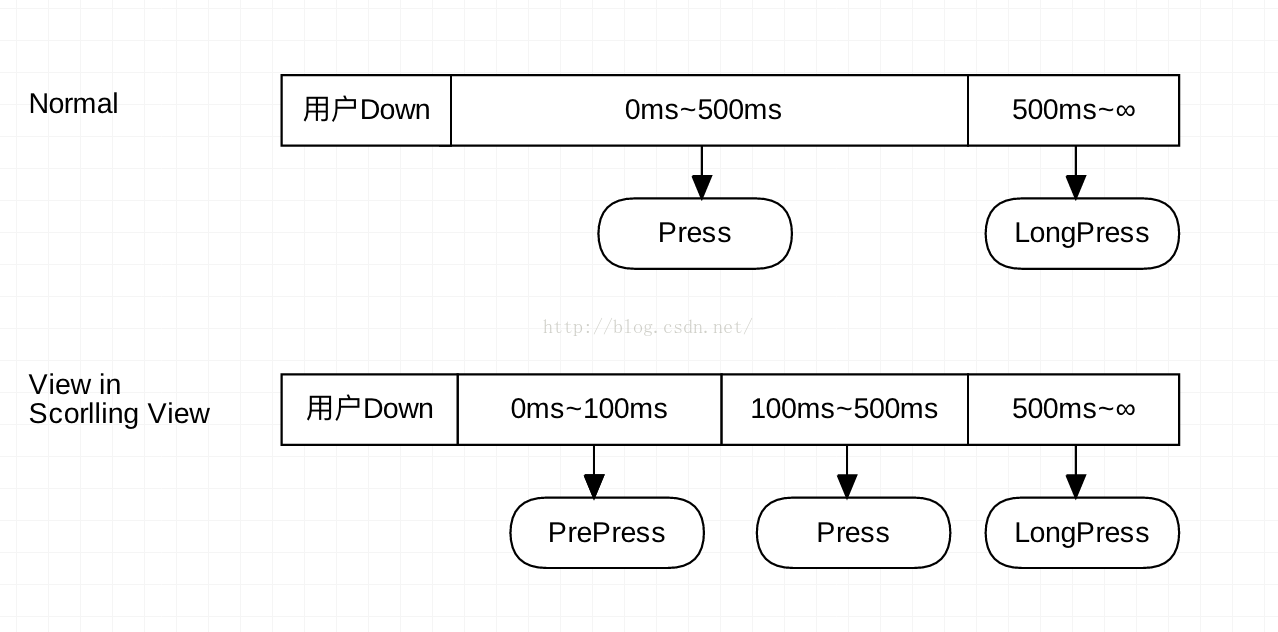 Normal
用户Down
0ms~500ms
500ms~∞
Press
LongPress
http://blog.csdn.net/
View in
Scorlling View
用户Down
0ms~100ms
100ms~500ms
500ms~∞
PrePress
Press
LongPress